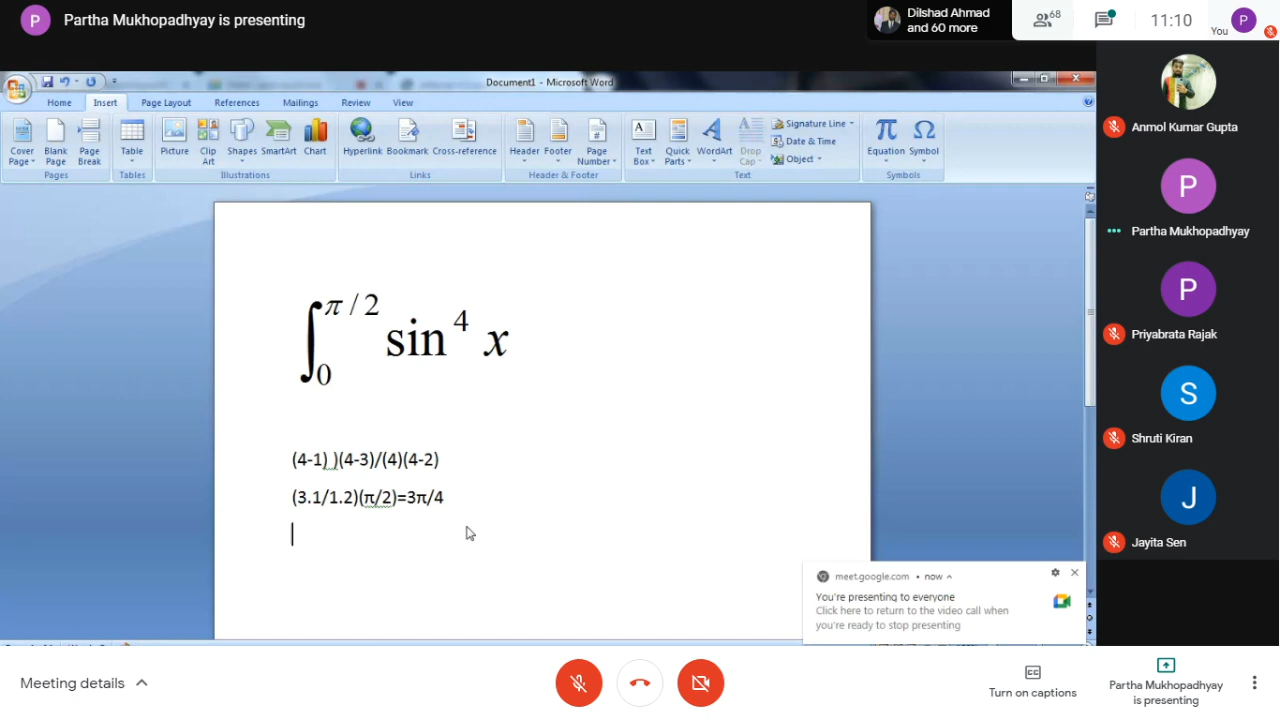 P Partha Mukhopadhyay is presenting
Dilshad Ahmad
and 60 more
68
11:10
You
P
Document1 - Microsoft Word
Home Insert Page Layout References Mailings Review View
Cover Page
Blank Page
Page Break
Table
Picture
Clip Art
Shapes
SmartArt
Chart
Hyperlink
Bookmark
Cross-reference
Header
Footer
Page Number
Text Box
Quick Parts
WordArt
Drop Cap
Signature Line
Date & Time
Object
π Equation
Ω Symbol
Pages Tables Illustrations Links Header & Footer Text Symbols
∫₀^π / 2 sin⁴ x
(4-1) )(4-3)/(4)(4-2)
(3.1/1.2)(π/2)=3π/4
meet.google.com • now
You're presenting to everyone
Click here to return to the video call when
you're ready to stop presenting
Anmol Kumar Gupta
P
Partha Mukhopadhyay
P
Priyabrata Rajak
S
Shruti Kiran
J
Jayita Sen
Meeting details
CC
Turn on captions
Partha Mukhopadhyay
is presenting